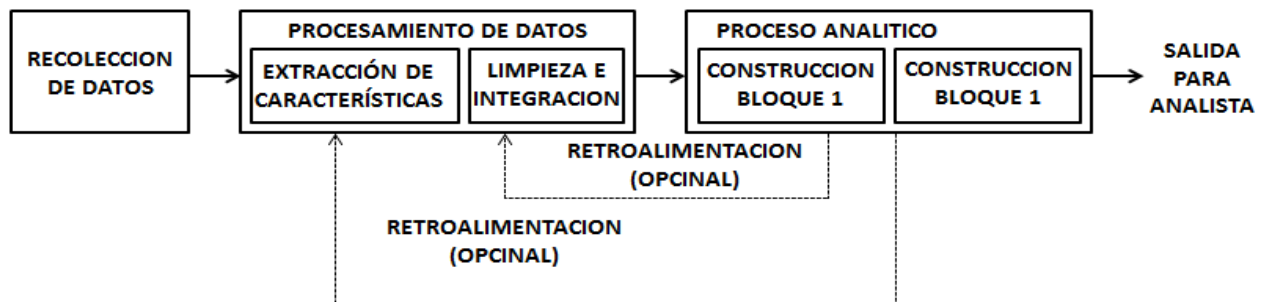 RECOLECCION
DE DATOS
PROCESAMIENTO DE DATOS
EXTRACCIÓN DE
CARACTERÍSTÍCAS
LIMPIEZA E
INTEGRACION
PROCESO ANALITICO
CONSTRUCCION
BLOQUE 1
CONSTRUCCION
BLOQUE 1
SALIDA
PARA
ANALISTA
RETROALIMENTACION
(OPCINAL)
RETROALIMENTACION
(OPCINAL)